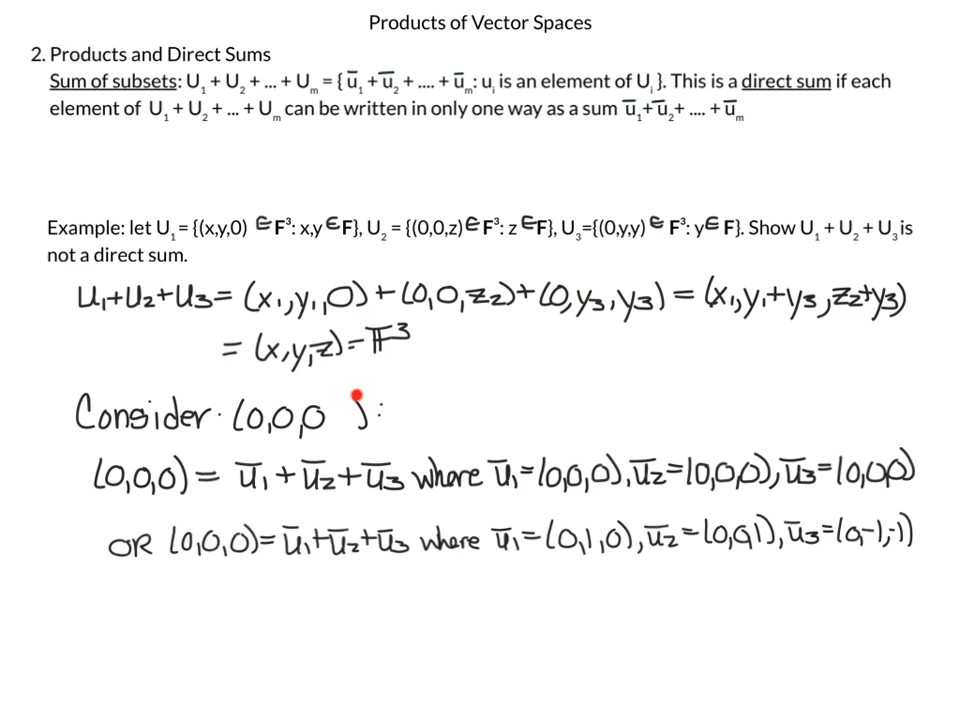 Products of Vector Spaces
2. Products and Direct Sums
Sum of subsets: U₁ + U₂ + ... + Uₘ = { ū₁ +ū₂ + .... + ūₘ: uᵢ is an element of Uᵢ }. This is a direct sum if each
element of U₁ + U₂ + ... + Uₘ can be written in only one way as a sum ū₁+ū₂+ .... + ūₘ
Example: let U₁ = {(x,y,0) ∈ F³: x,y ∈ F}, U₂ = {(0,0,z) ∈ F³: z ∈ F}, U₃={(0,y,y) ∈ F³: y ∈ F}. Show U₁ + U₂ + U₃ is
not a direct sum.
U₁+U₂+U₃ = (x₁,y₁,0) + (0,0,z₂) + (0,y₃,y₃) = (x₁,y₁+y₃,z₂+y₃)
= (x,y,z) = F³
Consider (0,0,0 ):
(0,0,0) = ū₁ + ū₂ + ū₃ where ū₁ = (0,0,0), ū₂ = (0,0,0), ū₃ = (0,0,0)
OR (0,0,0) = ū₁+ū₂+ū₃ where ū₁ = (0,1,0), ū₂ = (0,0,1), ū₃ = (0,-1,-1)